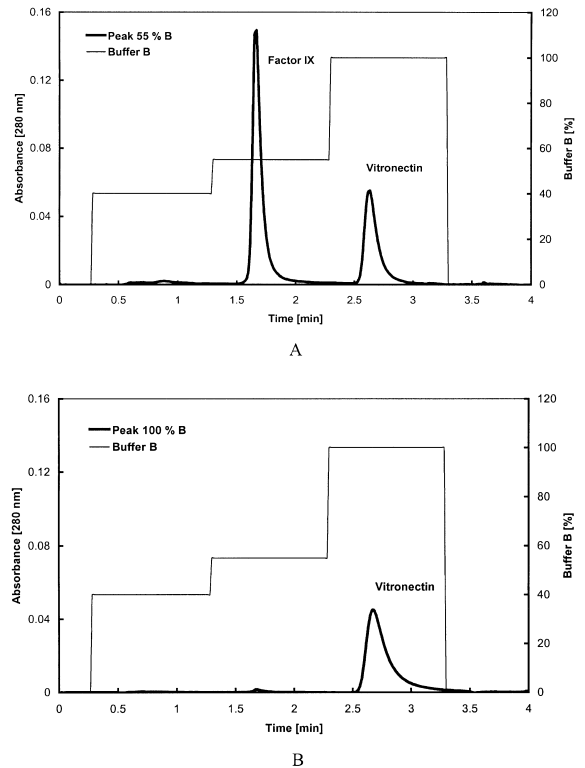 0.16
0.12
0.08
0.04
0
Absorbance [280 nm]
Peak 55 % B
Buffer B
Factor IX
Vitronectin
120
100
80
60
40
20
0
Buffer B [%]
0 0.5 1 1.5 2 2.5 3 3.5 4
Time [min]
A
0.16
0.12
0.08
0.04
0
Absorbance [280 nm]
Peak 100 % B
Buffer B
Vitronectin
120
100
80
60
40
20
0
Buffer B [%]
0 0.5 1 1.5 2 2.5 3 3.5 4
Time [min]
B